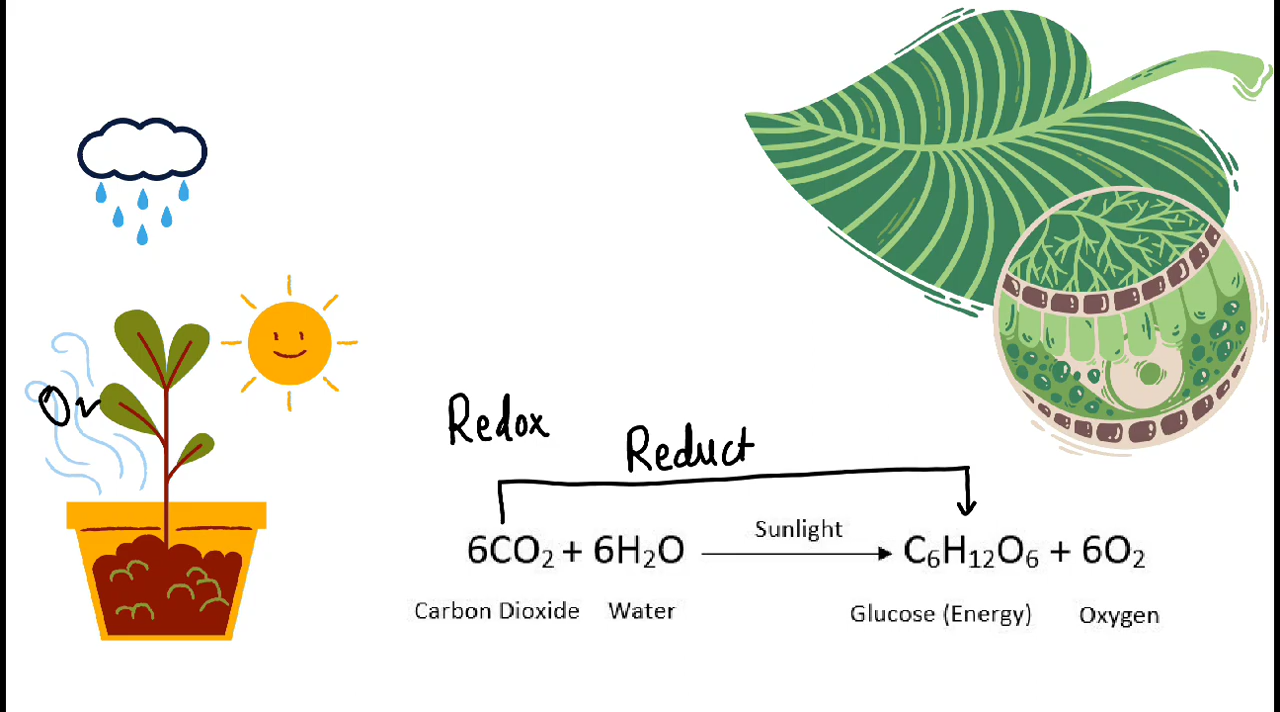 Redox
Reduct
Sunlight
6CO₂ + 6H₂O → C₆H₁₂O₆ + 6O₂
Carbon Dioxide Water Glucose (Energy) Oxygen